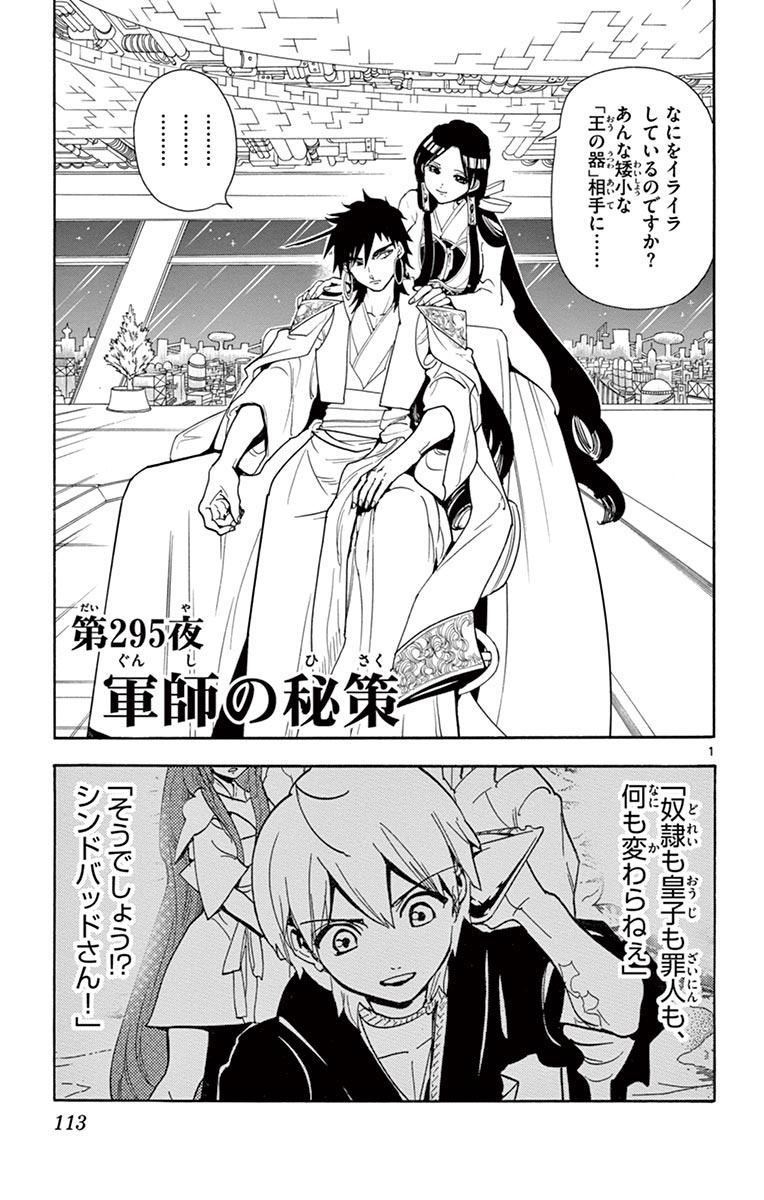 なにをイライラ
しているのですか?
あんな矮小な
「王の器」相手に……
………
………
………
第295夜
軍師の秘策
1
「奴隷も皇子も罪人も、
何も変わらねぇ」
「そうでしょう!?
シンドバッドさん!」
113